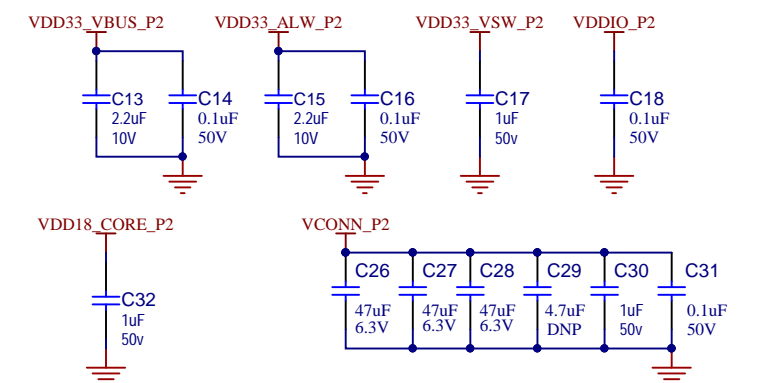 VDD33_VBUS_P2 VDD33_ALW_P2 VDD33_VSW_P2 VDDIO_P2
C13 C14 C15 C16 C17 C18
2.2uF 0.1uF 2.2uF 0.1uF 1uF 0.1uF
10V 50V 10V 50V 50v 50V
VDD18_CORE_P2 VCONN_P2
C26 C27 C28 C29 C30 C31
C32
47uF 47uF 47uF 4.7uF 1uF 0.1uF
1uF
6.3V 6.3V 6.3V DNP 50v 50V
50v